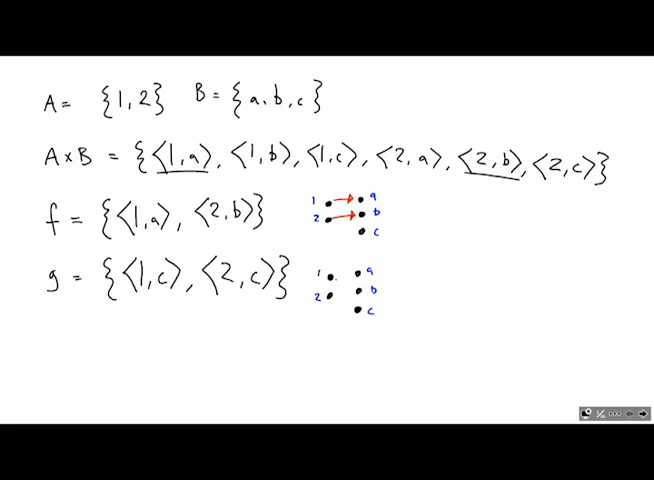 A = {1, 2} B = {a, b, c}
A × B = {⟨1, a⟩, ⟨1, b⟩, ⟨1, c⟩, ⟨2, a⟩, ⟨2, b⟩, ⟨2, c⟩}
f = {⟨1, a⟩, ⟨2, b⟩}
1 a
2 b
c
g = {⟨1, c⟩, ⟨2, c⟩}
1 a
2 b
c